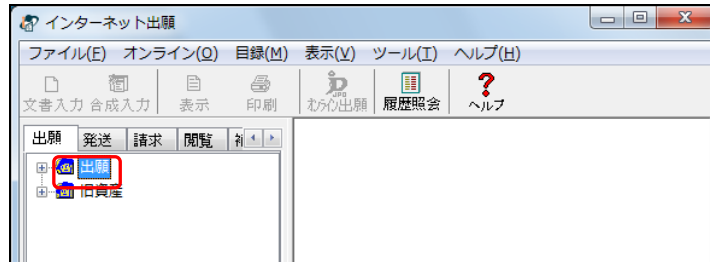 インターネット出願
ファイル(F) オンライン(O) 目録(M) 表示(V) ツール(T) ヘルプ(H)
文書入力 合成入力 表示 印刷 オンライン出願 履歴照会 ヘルプ
出願 発送 請求 閲覧
出願
旧資産